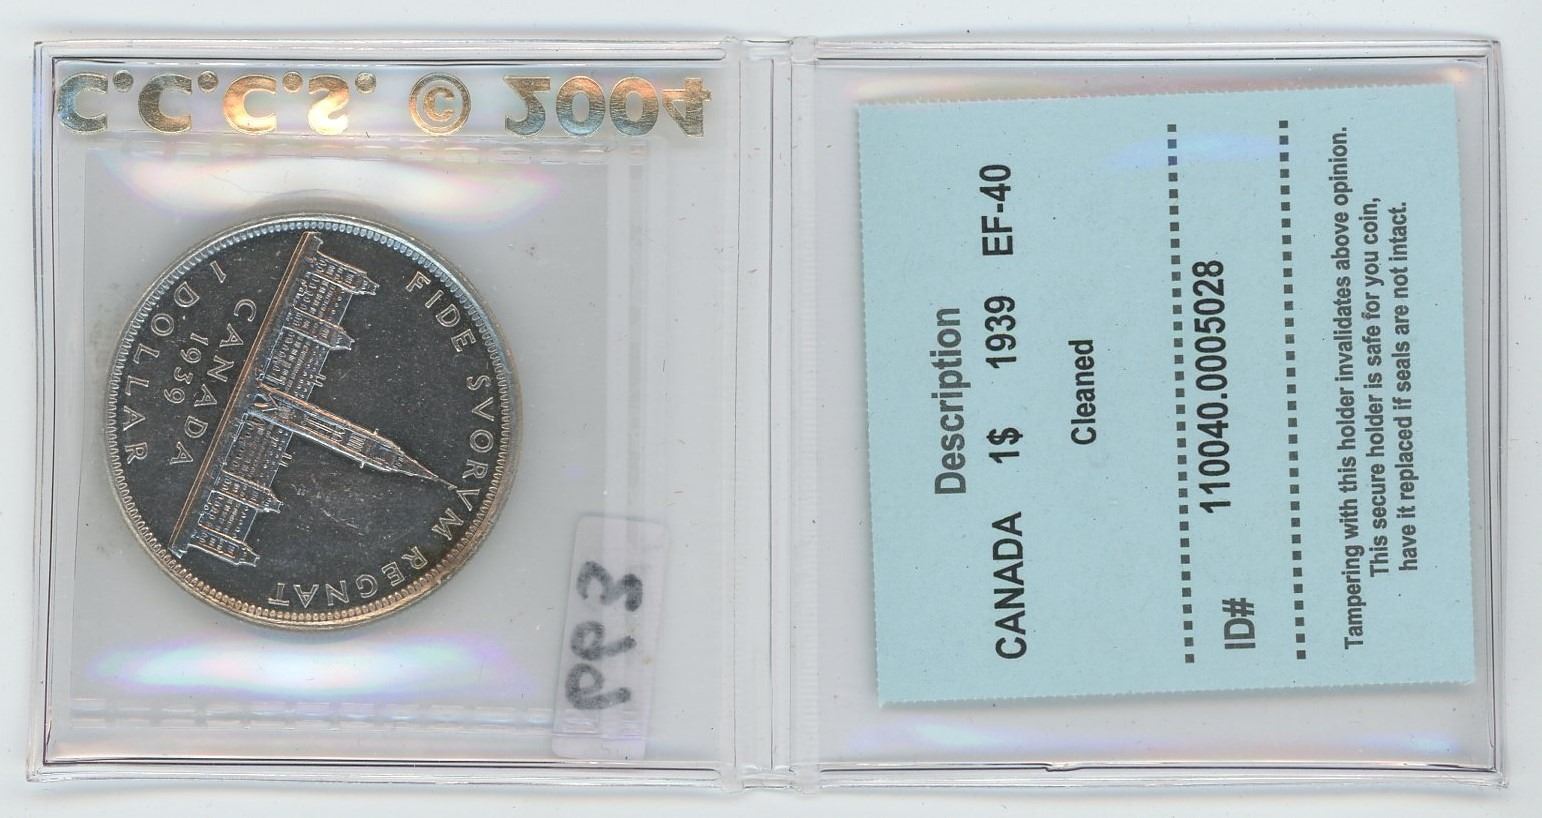 C.C.C.S. © 2004
FIDE SVORVM REGNAT
CANADA
1939
1 DOLLAR
PP3
Description
CANADA 1$ 1939 EF-40
Cleaned
ID# 110040.0005028
Tampering with this holder invalidates above opinion.
This secure holder is safe for you coin,
have it replaced if seals are not intact.